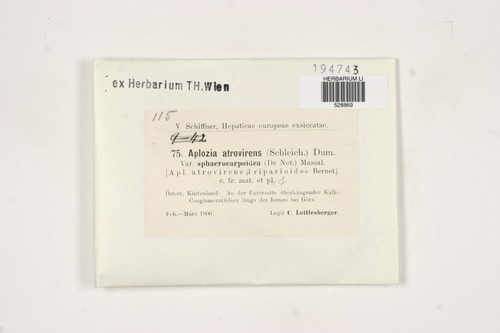 194743
HERBARIUM LI
528869
ex Herbarium TH. Wien
115
V. Schiffner, Hepaticae europeae exsiccatae.
75. Aplozia atrovirens (Schleich.) Dum.
Var. sphaerocarpoidea (De Not.) Massal.
[Apl. atrovirens β riparioides Bernet]
c. fr. mat. et pl. ♂.
Österr. Küstenland: An der Unterseite überhängender Kalk-
Conglomeratfelsen längs des Isonzo bei Görz.
Feb.—März 1900. Legit C. Loitlesberger.